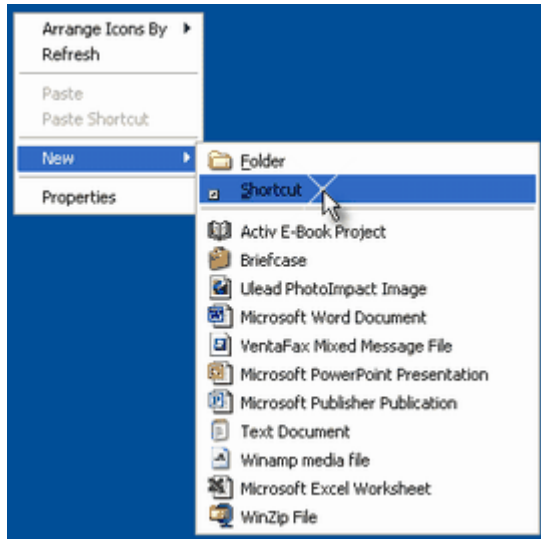 Arrange Icons By
Refresh
Paste
Paste Shortcut
New
Properties
Folder
Shortcut
Activ E-Book Project
Briefcase
Ulead PhotoImpact Image
Microsoft Word Document
VentaFax Mixed Message File
Microsoft PowerPoint Presentation
Microsoft Publisher Publication
Text Document
Winamp media file
Microsoft Excel Worksheet
WinZip File